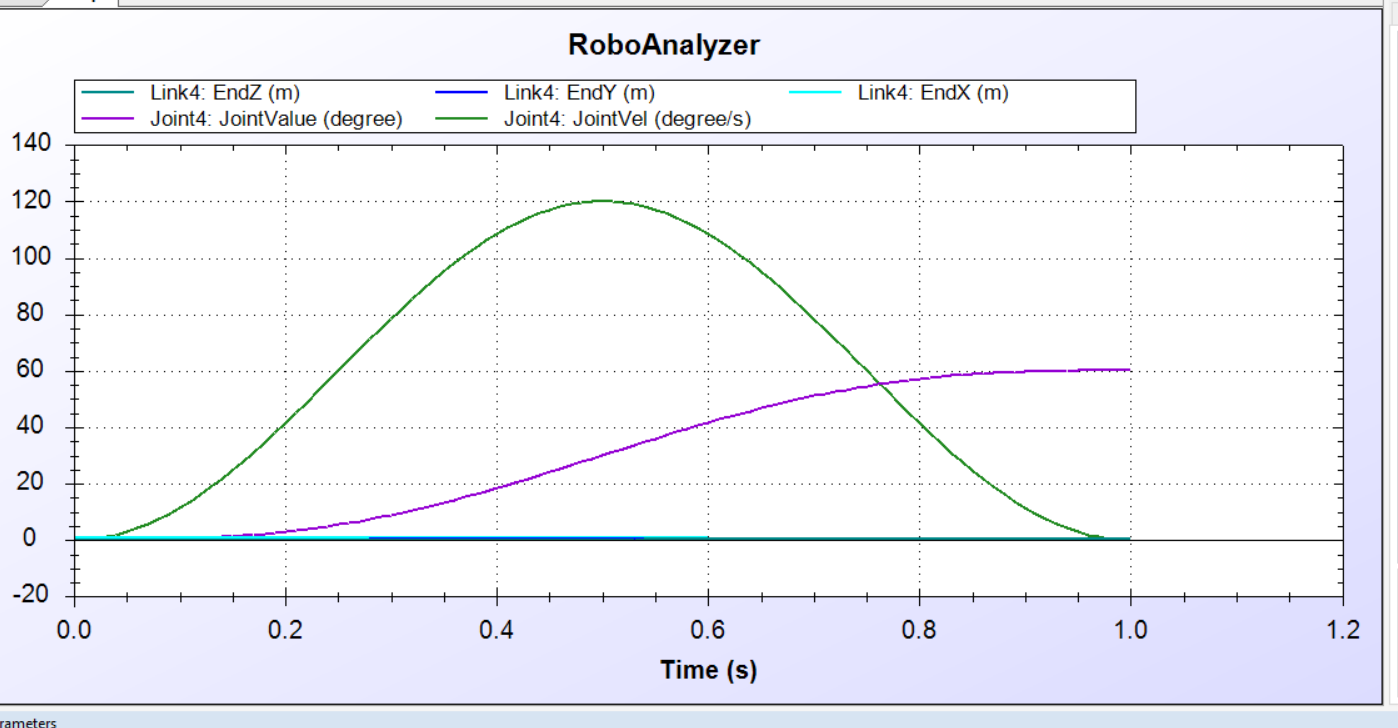 RoboAnalyzer
Link4: EndZ (m) Link4: EndY (m) Link4: EndX (m)
Joint4: JointValue (degree) Joint4: JointVel (degree/s)
140
120
100
80
60
40
20
0
-20
0.0 0.2 0.4 0.6 0.8 1.0 1.2
Time (s)
rameters